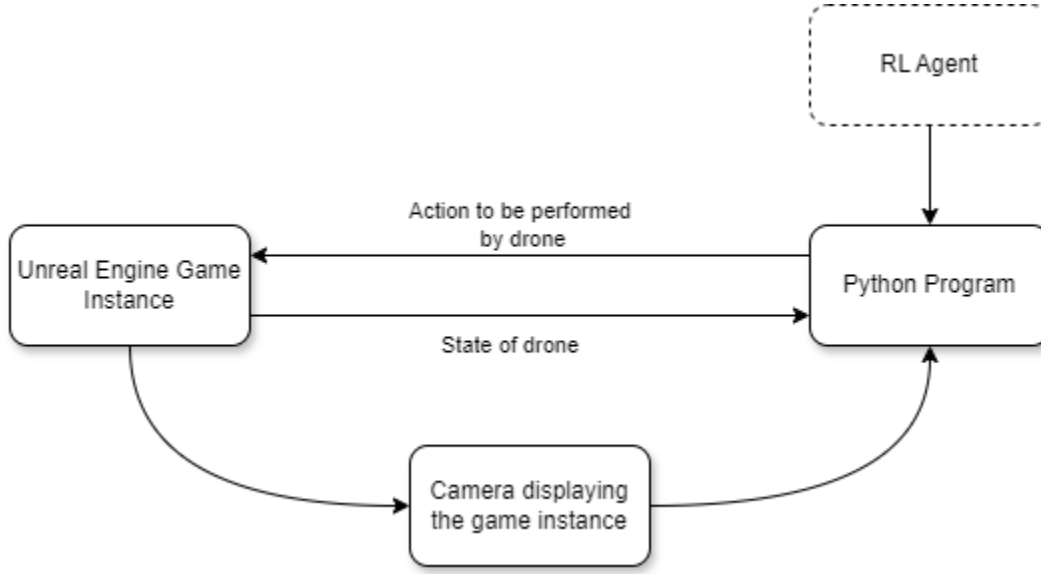 RL Agent
Action to be performed
by drone
Unreal Engine Game
Instance
Python Program
State of drone
Camera displaying
the game instance